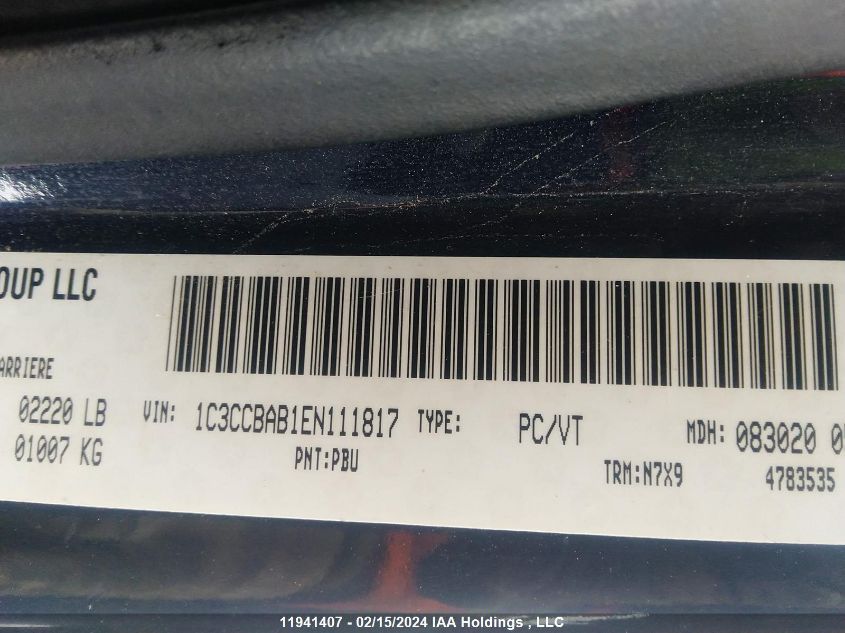 OUP LLC
ARRIERE
02220 LB VIN: 1C3CCBAB1EN111817 TYPE: PC/VT MDH: 083020 0
01007 KG PNT:PBU TRM:N7X9 4783535
11941407 - 02/15/2024 IAA Holdings , LLC